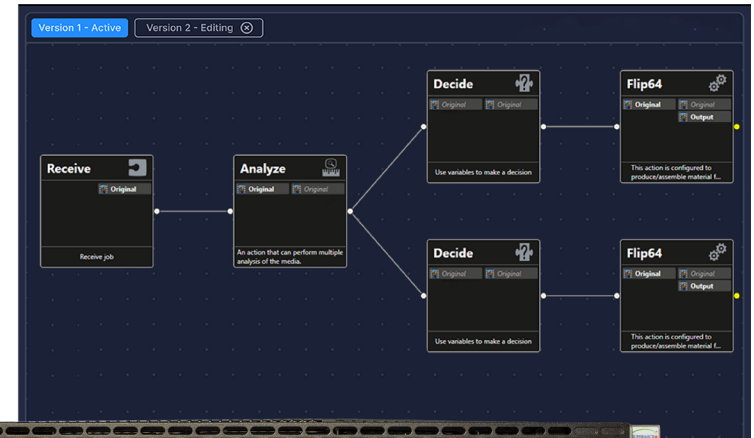 Version 1 - Active
Version 2 - Editing
Decide
Original Original
Use variables to make a decision
Flip64
Original Original
Output
This action is configured to
produce/assemble material f...
Receive
Original
Receive job
Analyze
Original Original
An action that can perform multiple
analysis of the media.
Decide
Original Original
Use variables to make a decision
Flip64
Original Original
Output
This action is configured to
produce/assemble material f...